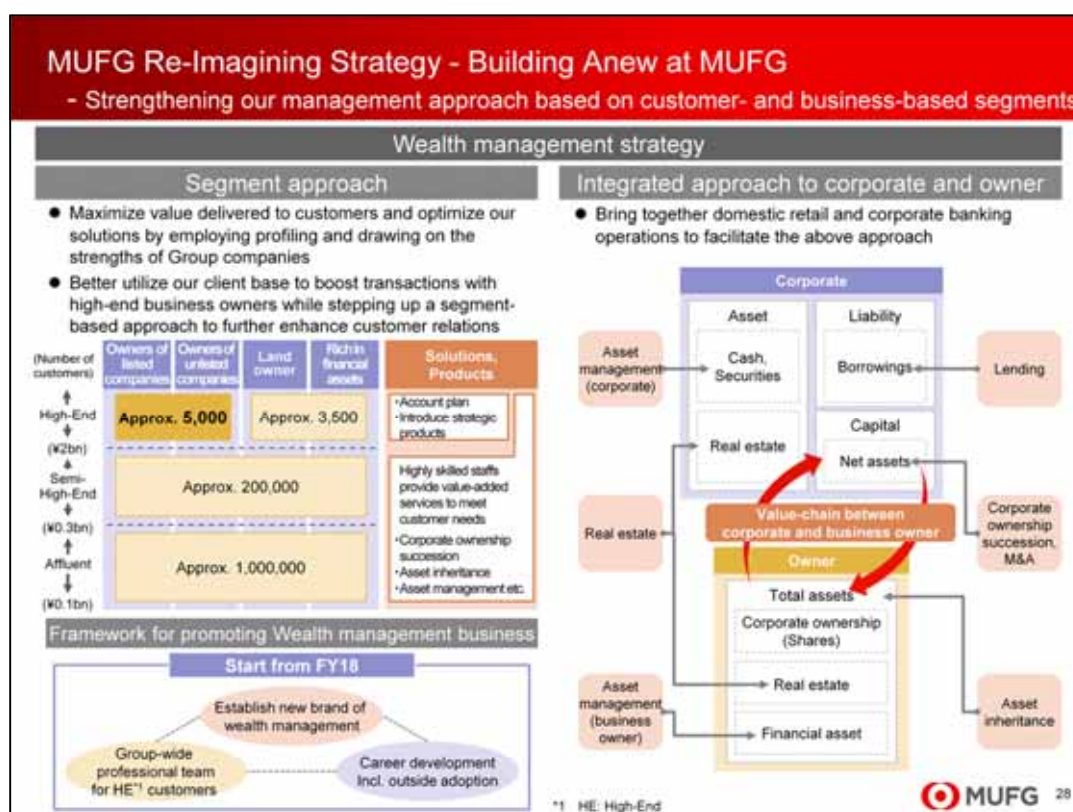 MUFG Re-Imagining Strategy - Building Anew at MUFG
- Strengthening our management approach based on customer- and business-based segments
Wealth management strategy
Segment approach
● Maximize value delivered to customers and optimize our
solutions by employing profiling and drawing on the
strengths of Group companies
● Better utilize our client base to boost transactions with
high-end business owners while stepping up a segment-
based approach to further enhance customer relations
(Number of
customers)
Owners of
listed
companies
Owners of
unlisted
companies
Land
owner
Rich in
financial
assets
Solutions,
Products
High-End
(¥2bn)
Semi-
High-End
(¥0.3bn)
Affluent
(¥0.1bn)
Approx. 5,000
Approx. 3,500
Approx. 200,000
Approx. 1,000,000
・Account plan
・Introduce strategic
products
Highly skilled staffs
provide value-added
services to meet
customer needs
・Corporate ownership
succession
・Asset inheritance
・Asset management etc.
Framework for promoting Wealth management business
Start from FY18
Establish new brand of
wealth management
Group-wide
professional team
for HE*1 customers
Career development
Incl. outside adoption
Integrated approach to corporate and owner
● Bring together domestic retail and corporate banking
operations to facilitate the above approach
Corporate
Asset
Liability
Cash,
Securities
Borrowings
Capital
Real estate
Net assets
Asset
management
(corporate)
Lending
Real estate
Value-chain between
corporate and business owner
Corporate
ownership
succession,
M&A
Owner
Total assets
Corporate ownership
(Shares)
Real estate
Financial asset
Asset
management
(business
owner)
Asset
inheritance
*1 HE: High-End
MUFG 28